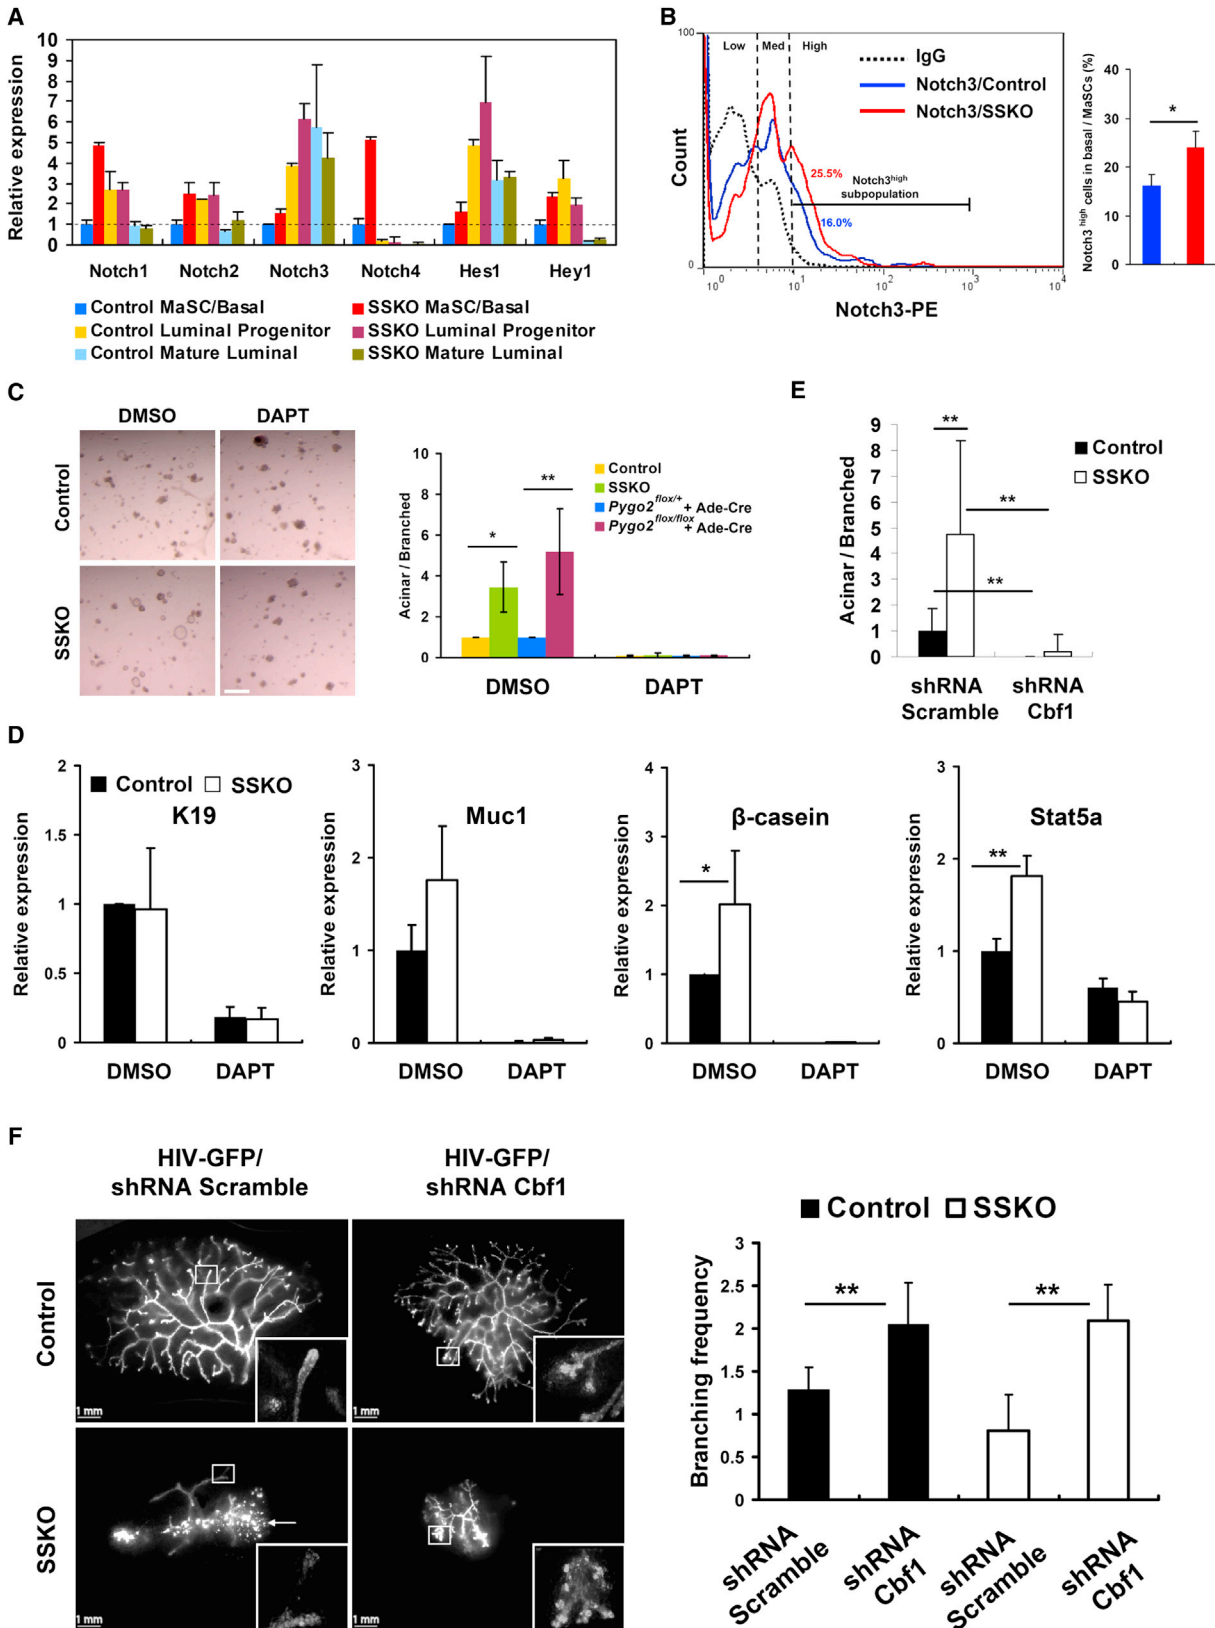 A
Relative expression
10
9
8
7
6
5
4
3
2
1
0
Notch1 Notch2 Notch3 Notch4 Hes1 Hey1
Control MaSC/Basal SSKO MaSC/Basal
Control Luminal Progenitor SSKO Luminal Progenitor
Control Mature Luminal SSKO Mature Luminal
B
100
Count
0
Low Med High
IgG
Notch3/Control
Notch3/SSKO
25.5%
16.0%
Notch3high
subpopulation
10^0 10^1 10^2 10^3 10^4
Notch3-PE
Notch3 high cells in basal / MaSCs (%)
40
30
20
10
0
*
C
DMSO DAPT
Control
SSKO
Acinar / Branched
10
8
6
4
2
0
*
**
Control
SSKO
Pygo2 flox/+ + Ade-Cre
Pygo2 flox/flox + Ade-Cre
DMSO DAPT
E
Acinar / Branched
9
8
7
6
5
4
3
2
1
0
**
**
**
Control
SSKO
shRNA shRNA
Scramble Cbf1
D
Control SSKO
K19
Relative expression
2
1.5
1
0.5
0
DMSO DAPT
Muc1
Relative expression
3
2
1
0
DMSO DAPT
β-casein
Relative expression
4
3
2
1
0
*
DMSO DAPT
Stat5a
Relative expression
3
2
1
0
**
DMSO DAPT
F
HIV-GFP/ HIV-GFP/
shRNA Scramble shRNA Cbf1
Control
1 mm
1 mm
SSKO
1 mm
1 mm
Control SSKO
Branching frequency
3
2.5
2
1.5
1
0.5
0
**
**
shRNA
Scramble
shRNA
Cbf1
shRNA
Scramble
shRNA
Cbf1